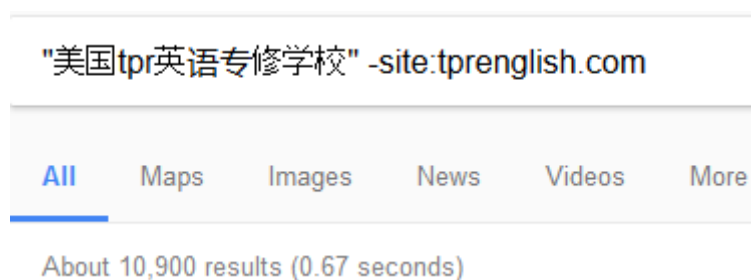 "美国tpr英语专修学校" -site:tprenglish.com
All Maps Images News Videos More
About 10,900 results (0.67 seconds)